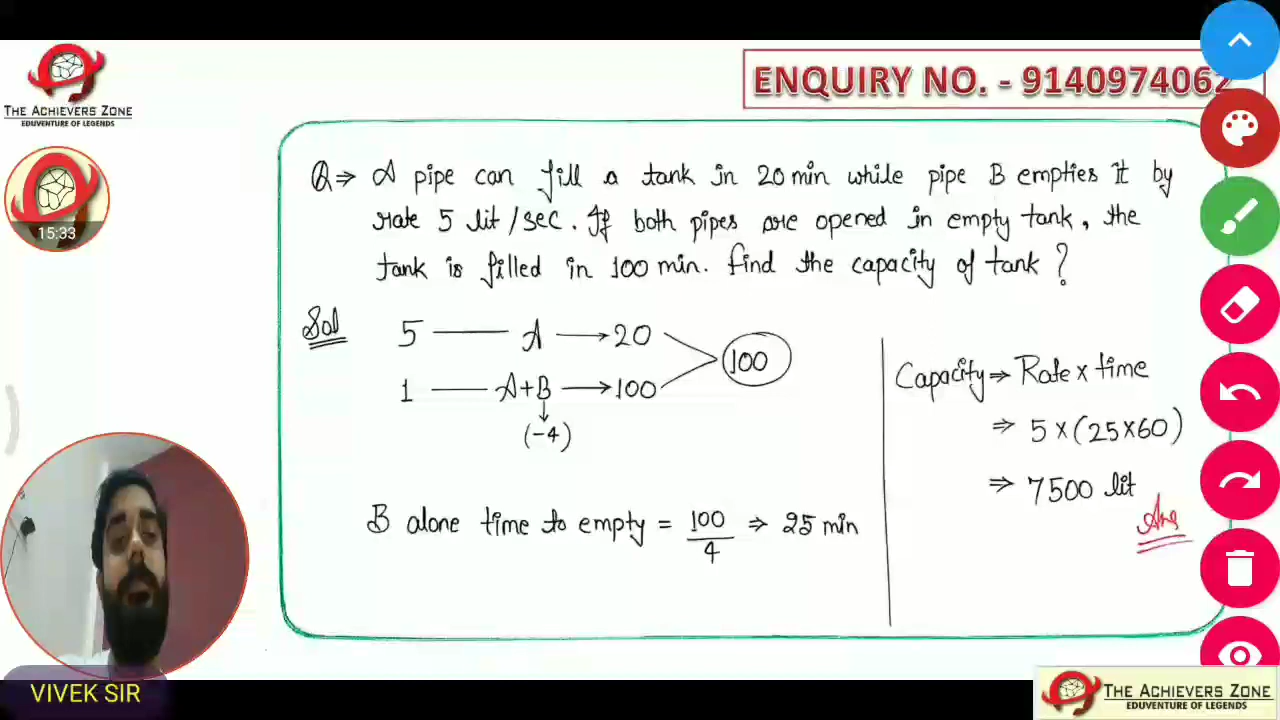 THE ACHIEVERS ZONE
EDUVENTURE OF LEGENDS
ENQUIRY NO. - 9140974062
15:33
Q⇒ A pipe can fill a tank in 20 min while pipe B empties it by
rate 5 lit/sec. If both pipes are opened in empty tank, the
tank is filled in 100 min. find the capacity of tank?
Sol
5 — A → 20
100
1 — A+B → 100
(-4)
B alone time to empty = 100/4 ⇒ 25 min
Capacity ⇒ Rate × time
⇒ 5 × (25×60)
⇒ 7500 lit
Ans
VIVEK SIR
THE ACHIEVERS ZONE
EDUVENTURE OF LEGENDS